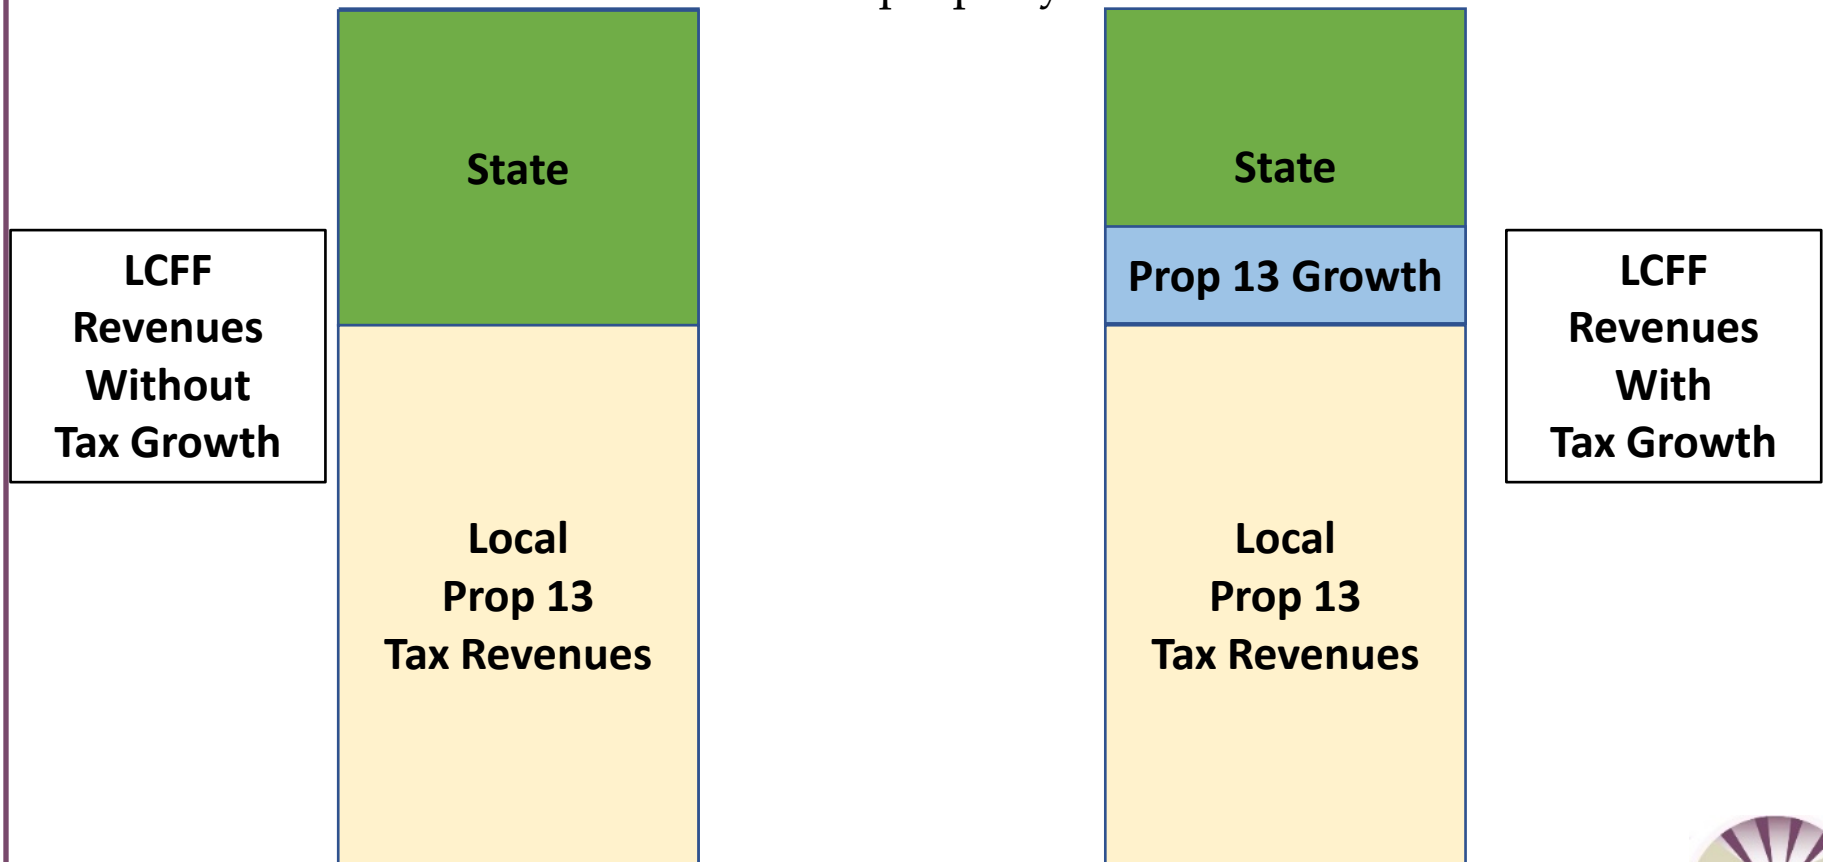 State
LCFF
Revenues
Without
Tax Growth
Local
Prop 13
Tax Revenues
State
Prop 13 Growth
Local
Prop 13
Tax Revenues
LCFF
Revenues
With
Tax Growth